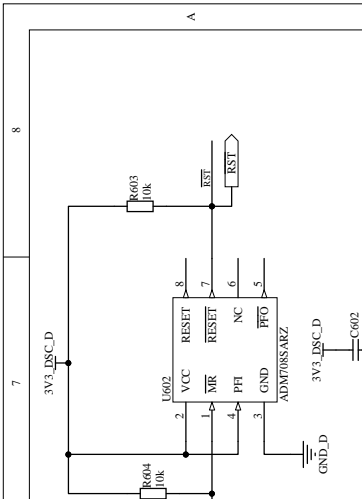 A
8
7
3V3_DSC_D
R603
10k
RST
RST
R604
10k
U602
2
VCC
RESET
8
1
MR
RESET
7
4
PFI
NC
6
3
GND
PFO
5
ADM708SARZ
GND_D
3V3_DSC_D
C602